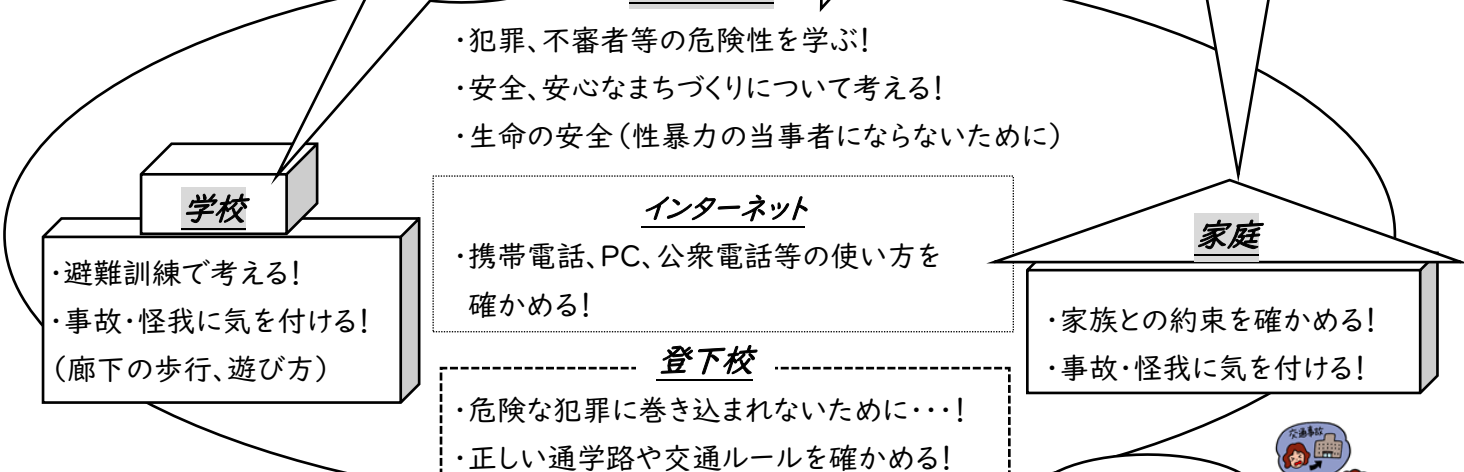 ・犯罪、不審者等の危険性を学ぶ！
・安全、安心なまちづくりについて考える！
・生命の安全（性暴力の当事者にならないために）
学校
・避難訓練で考える！
・事故・怪我に気を付ける！
（廊下の歩行、遊び方）
インターネット
・携帯電話、PC、公衆電話等の使い方を
確かめる！
家庭
・家族との約束を確かめる！
・事故・怪我に気を付ける！
登下校
・危険な犯罪に巻き込まれないために・・・！
・正しい通学路や交通ルールを確かめる！
交通事故